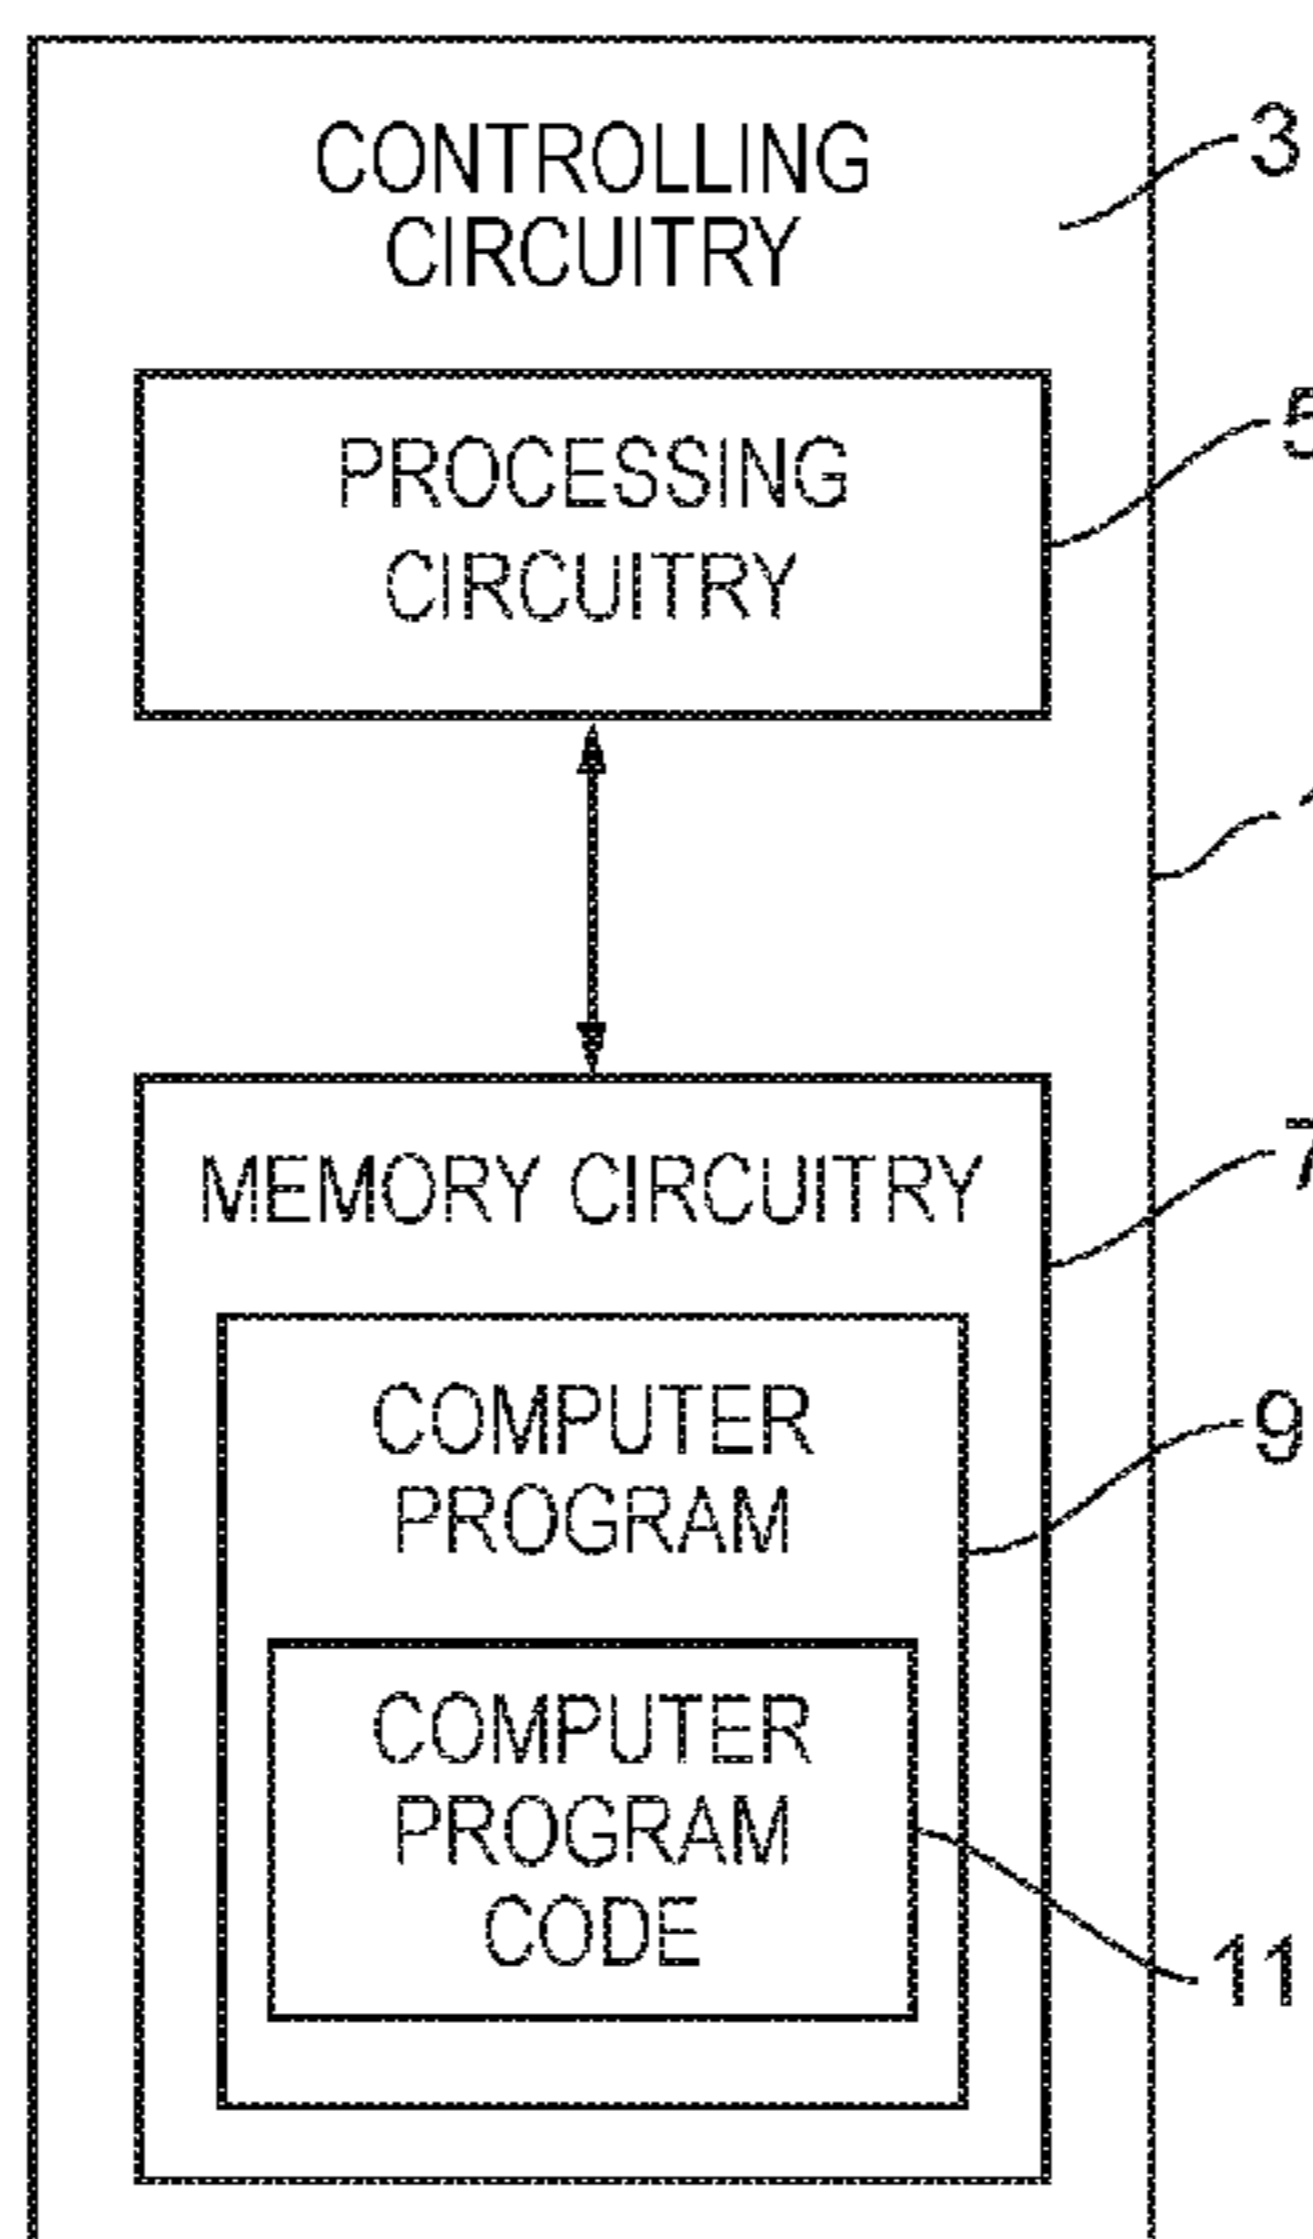 CONTROLLING
CIRCUITRY
3
PROCESSING
CIRCUITRY
5
MEMORY CIRCUITRY
7
COMPUTER
PROGRAM
9
COMPUTER
PROGRAM
CODE
11